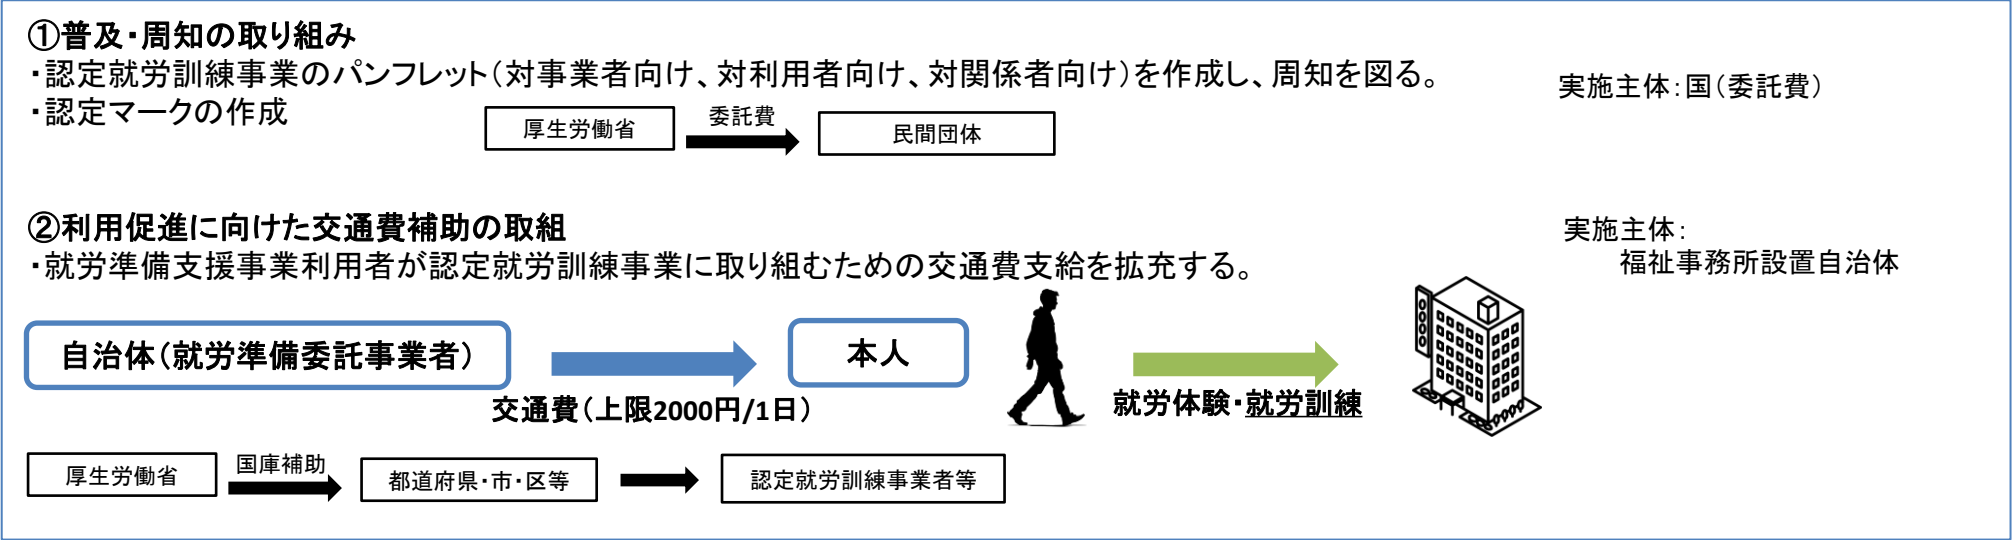 ①普及・周知の取り組み
・認定就労訓練事業のパンフレット（対事業者向け、対利用者向け、対関係者向け）を作成し、周知を図る。
実施主体：国（委託費）
・認定マークの作成
厚生労働省
委託費
民間団体
②利用促進に向けた交通費補助の取組
実施主体：
福祉事務所設置自治体
・就労準備支援事業利用者が認定就労訓練事業に取り組むための交通費支給を拡充する。
自治体（就労準備委託事業者）
本人
交通費（上限2000円/1日）
就労体験・就労訓練
厚生労働省
国庫補助
都道府県・市・区等
認定就労訓練事業者等